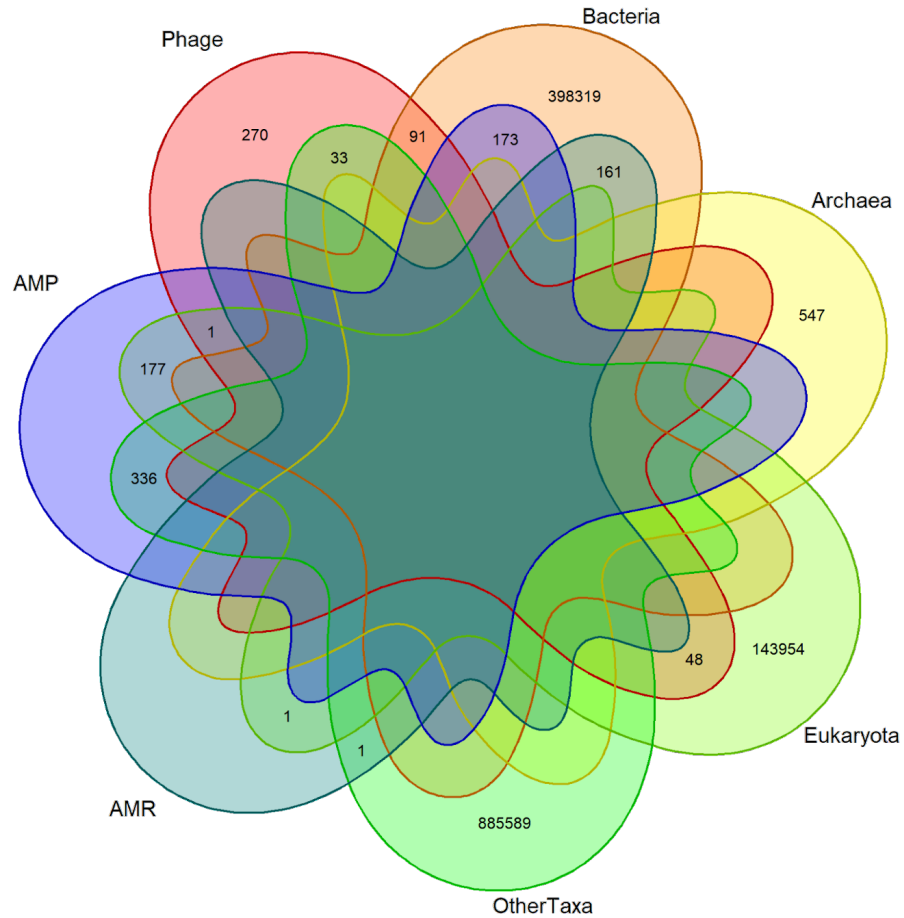 Bacteria
Phage
398319
270
91
173
33
161
Archaea
AMP
547
1
177
336
48
143954
1
Eukaryota
1
AMR
885589
OtherTaxa